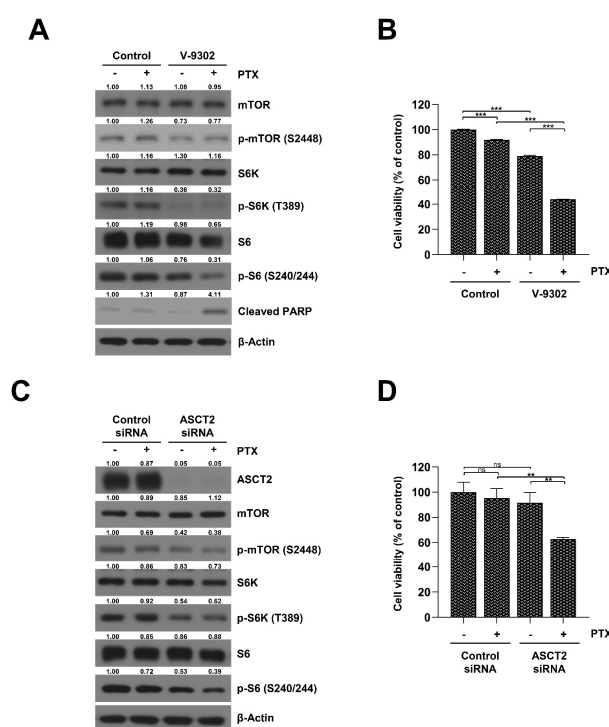 A
Control V-9302
- + - + PTX
1.00 1.13 1.08 0.95
mTOR
1.00 1.26 0.73 0.77
p-mTOR (S2448)
1.00 1.16 1.30 1.16
S6K
1.00 1.16 0.36 0.32
p-S6K (T389)
1.00 1.19 0.98 0.65
S6
1.00 1.06 0.76 0.31
p-S6 (S240/244)
1.00 1.31 0.87 4.11
Cleaved PARP
β-Actin
B
Cell viability (% of control)
120
100
80
60
40
20
0
***
***
***
***
- + - + PTX
Control V-9302
C
Control siRNA ASCT2 siRNA
- + - + PTX
1.00 0.87 0.05 0.05
ASCT2
1.00 0.89 0.85 1.12
mTOR
1.00 0.69 0.42 0.38
p-mTOR (S2448)
1.00 0.86 0.83 0.73
S6K
1.00 0.92 0.54 0.62
p-S6K (T389)
1.00 0.85 0.86 0.88
S6
1.00 0.72 0.53 0.39
p-S6 (S240/244)
β-Actin
D
Cell viability (% of control)
120
100
80
60
40
20
0
ns
ns
**
**
- + - + PTX
Control siRNA ASCT2 siRNA